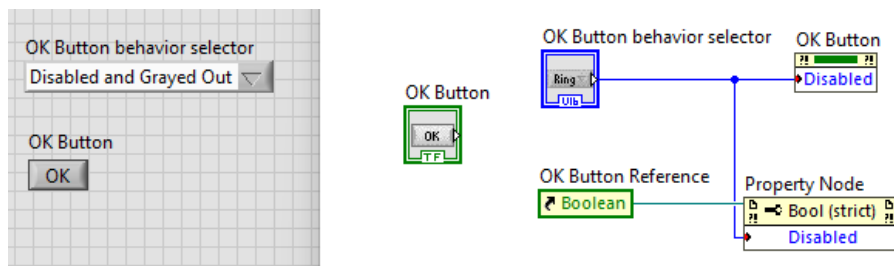 OK Button behavior selector
Disabled and Grayed Out
OK Button
OK
OK Button
OK
TF
OK Button behavior selector
Ring
U16
OK Button
?! ?!
Disabled
OK Button Reference
Boolean
Property Node
?! Bool (strict) ?!
Disabled